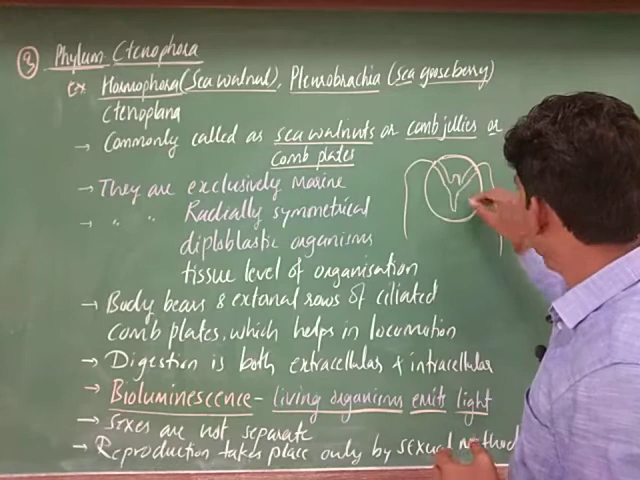 ③ Phylum Ctenophora
Ex Hormophora (Sea walnut), Pleurobrachia (sea gooseberry)
Ctenoplana
→ Commonly called as sea walnuts or comb jellies or
Comb plates
→ They are exclusively Marine
→ " " Radially symmetrical
diploblastic organisms
tissue level of organisation
→ Body bears 8 external rows of ciliated
comb plates, which helps in locomotion
→ Digestion is both extracellular & intracellular
→ Bioluminescence - living organisms emits light
→ Sexes are not separate
→ Reproduction takes place only by sexual method